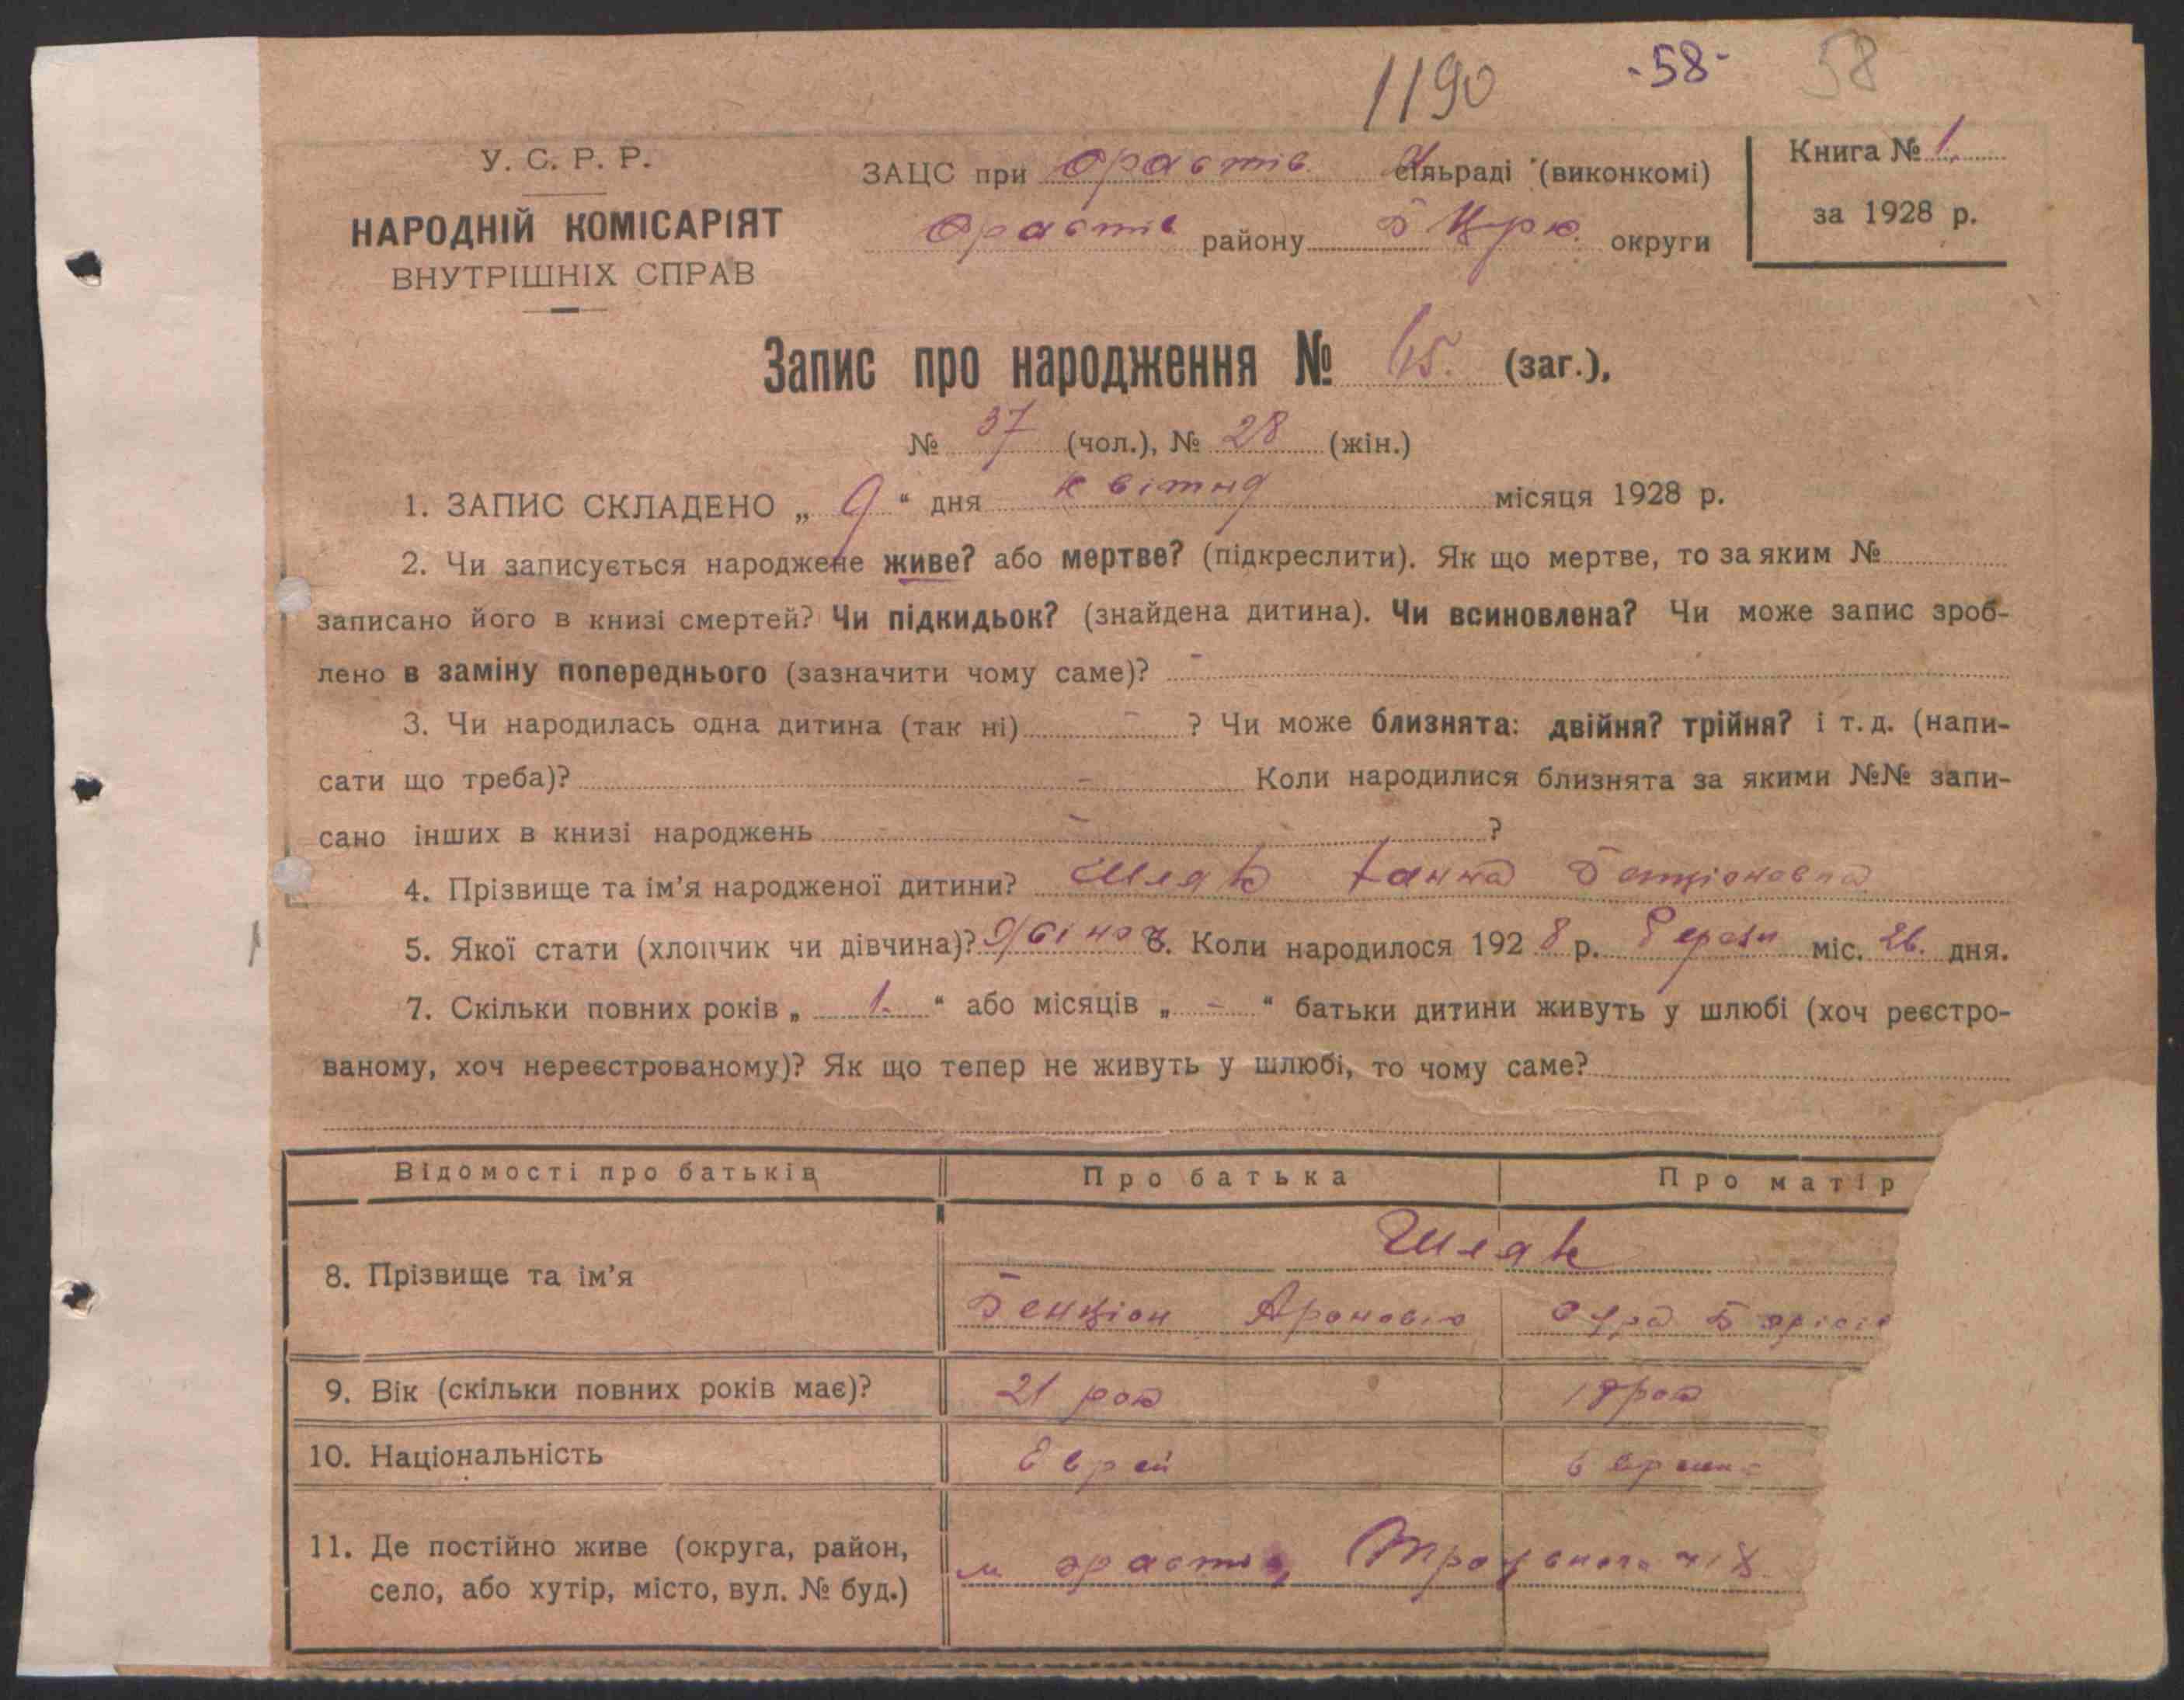 1190 -58- 58
У. С. Р. Р.
НАРОДНІЙ КОМІСАРІЯТ
ВНУТРІШНІХ СПРАВ
ЗАЦС при Фастів. сільраді (виконкомі)
Фастів району Б Црк. округи
Книга № 1.
за 1928 р.
Запис про народження № 65. (заг.),
№ 37 (чол.), № 28 (жін.)
1. ЗАПИС СКЛАДЕНО „ 9 “ дня квітня місяця 1928 р.
2. Чи записується народжене живе? або мертве? (підкреслити). Як що мертве, то за яким №
записано його в книзі смертей? Чи підкидьок? (знайдена дитина). Чи всиновлена? Чи може запис зроб-
лено в заміну попереднього (зазначити чому саме)? -
3. Чи народилась одна дитина (так ні) - ? Чи може близнята: двійня? трійня? і т. д. (напи-
сати що треба)? - Коли народилися близнята за якими №№ запи-
сано інших в книзі народжень - ?
4. Прізвище та ім’я народженої дитини? Шляк Ханна
5. Якої стати (хлопчик чи дівчина)? 6. Коли народилося 1928 р. міс. 26. дня.
7. Скільки повних років „ 1. “ або місяців „ - “ батьки дитини живуть у шлюбі (хоч реєстро-
ваному, хоч нереєстрованому)? Як що тепер не живуть у шлюбі, то чому саме?
Відомості про батьків Про батька Про матір
8. Прізвище та ім’я Шляк
Бенціон Аронович
9. Вік (скільки повних років має)? 21 рок
10. Національність Еврей
11. Де постійно живе (округа, район,
село, або хутір, місто, вул. № буд.) м Фастів,